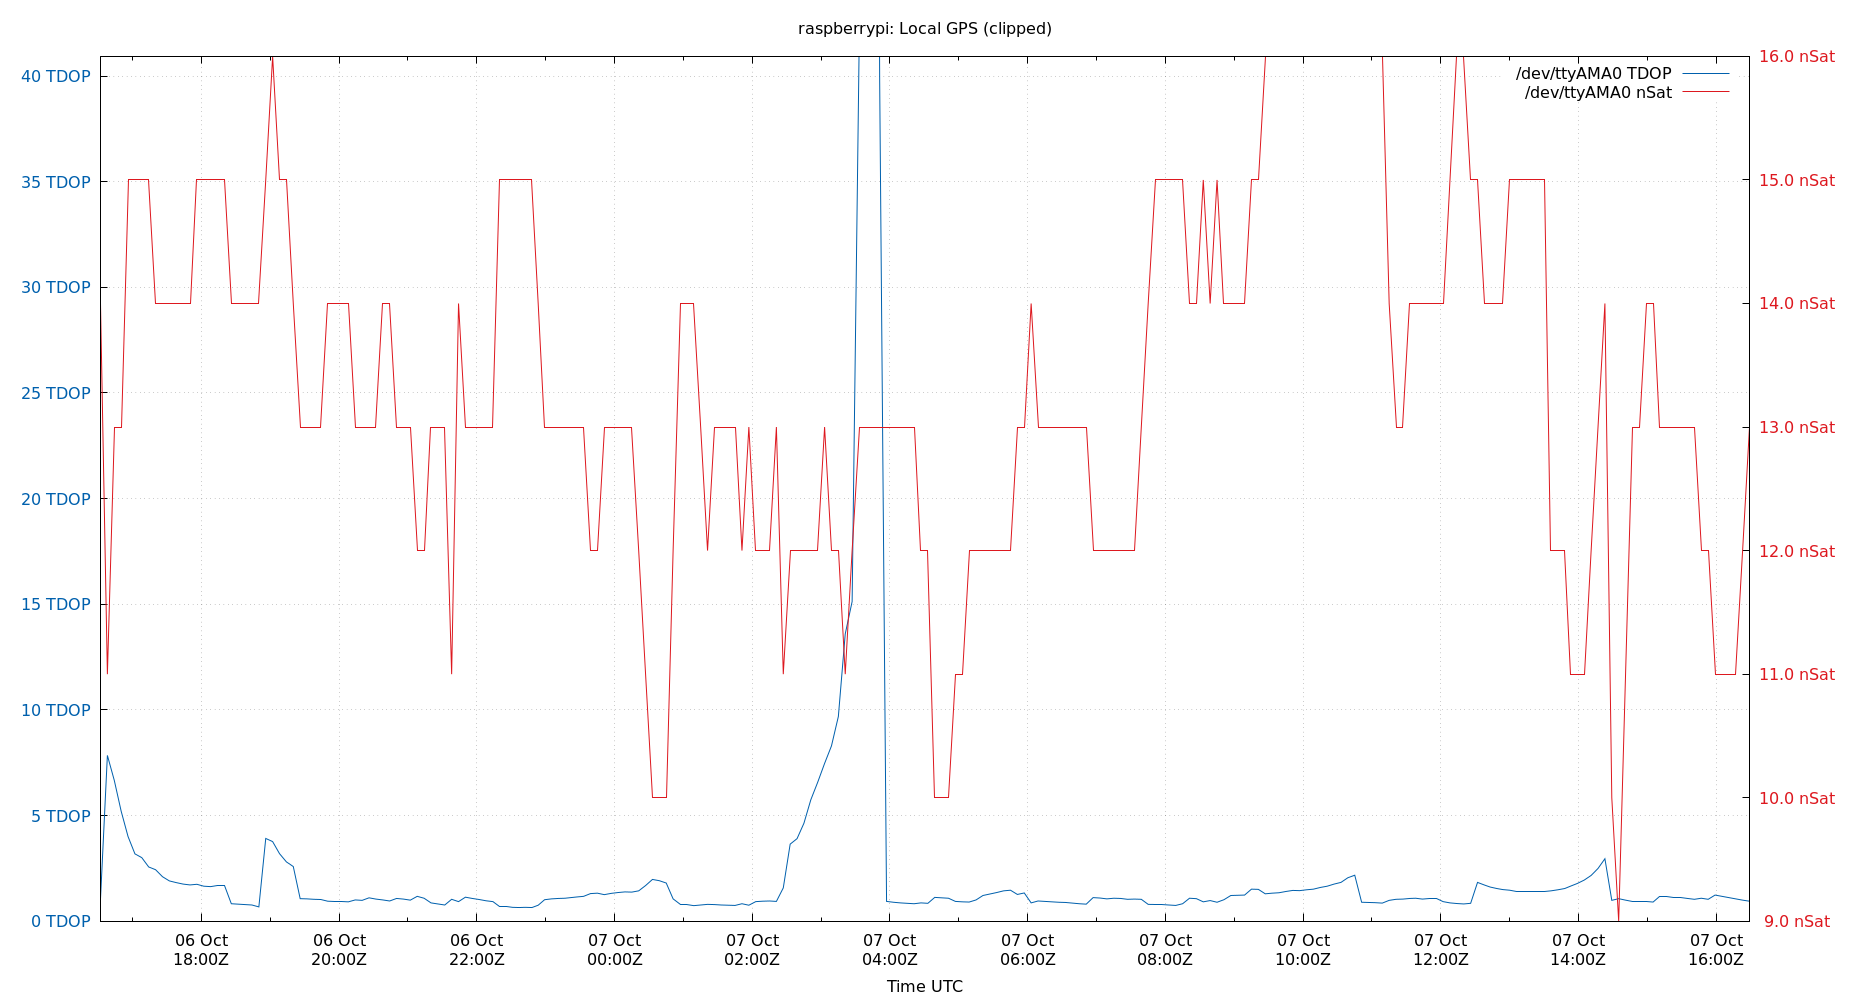 raspberrypi: Local GPS (clipped)
40 TDOP
35 TDOP
30 TDOP
25 TDOP
20 TDOP
15 TDOP
10 TDOP
5 TDOP
0 TDOP
16.0 nSat
15.0 nSat
14.0 nSat
13.0 nSat
12.0 nSat
11.0 nSat
10.0 nSat
9.0 nSat
/dev/ttyAMA0 TDOP
/dev/ttyAMA0 nSat
06 Oct
18:00Z
06 Oct
20:00Z
06 Oct
22:00Z
07 Oct
00:00Z
07 Oct
02:00Z
07 Oct
04:00Z
07 Oct
06:00Z
07 Oct
08:00Z
07 Oct
10:00Z
07 Oct
12:00Z
07 Oct
14:00Z
07 Oct
16:00Z
Time UTC